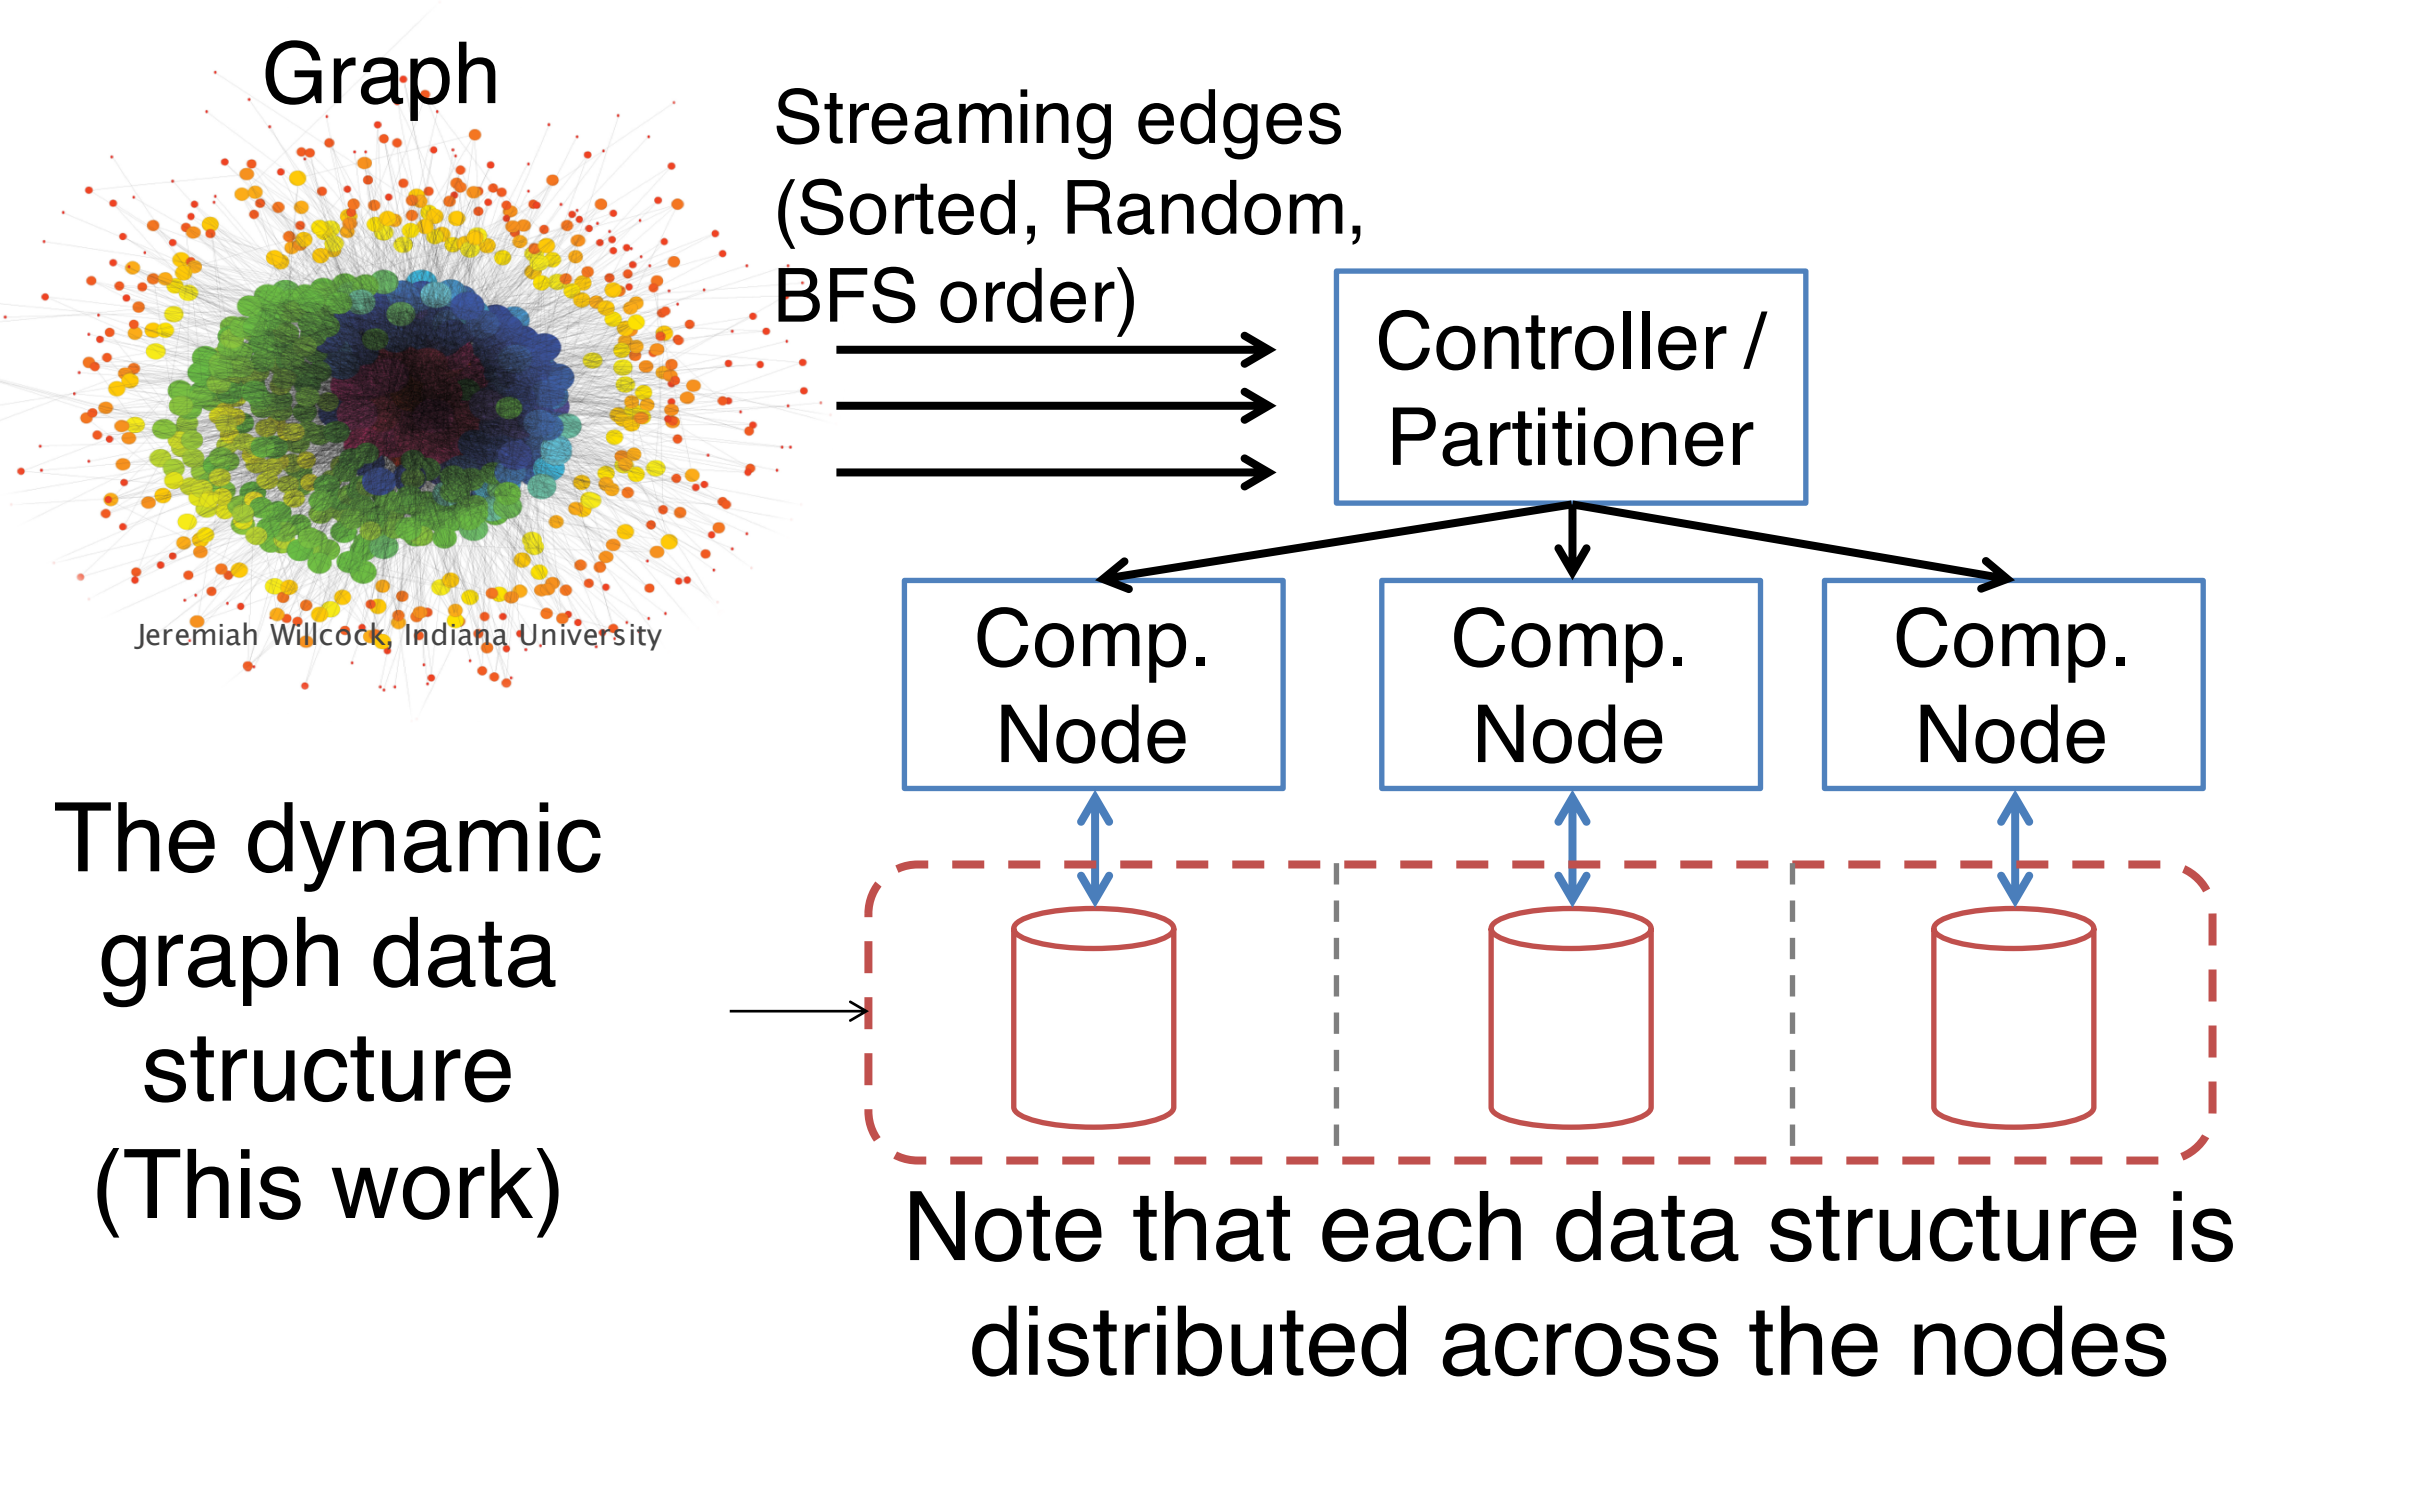 Graph
Streaming edges
(Sorted, Random,
BFS order)
Controller /
Partitioner
Comp.
Node
Comp.
Node
Comp.
Node
Jeremiah Willcock, Indiana University
The dynamic
graph data
structure
(This work)
Note that each data structure is
distributed across the nodes